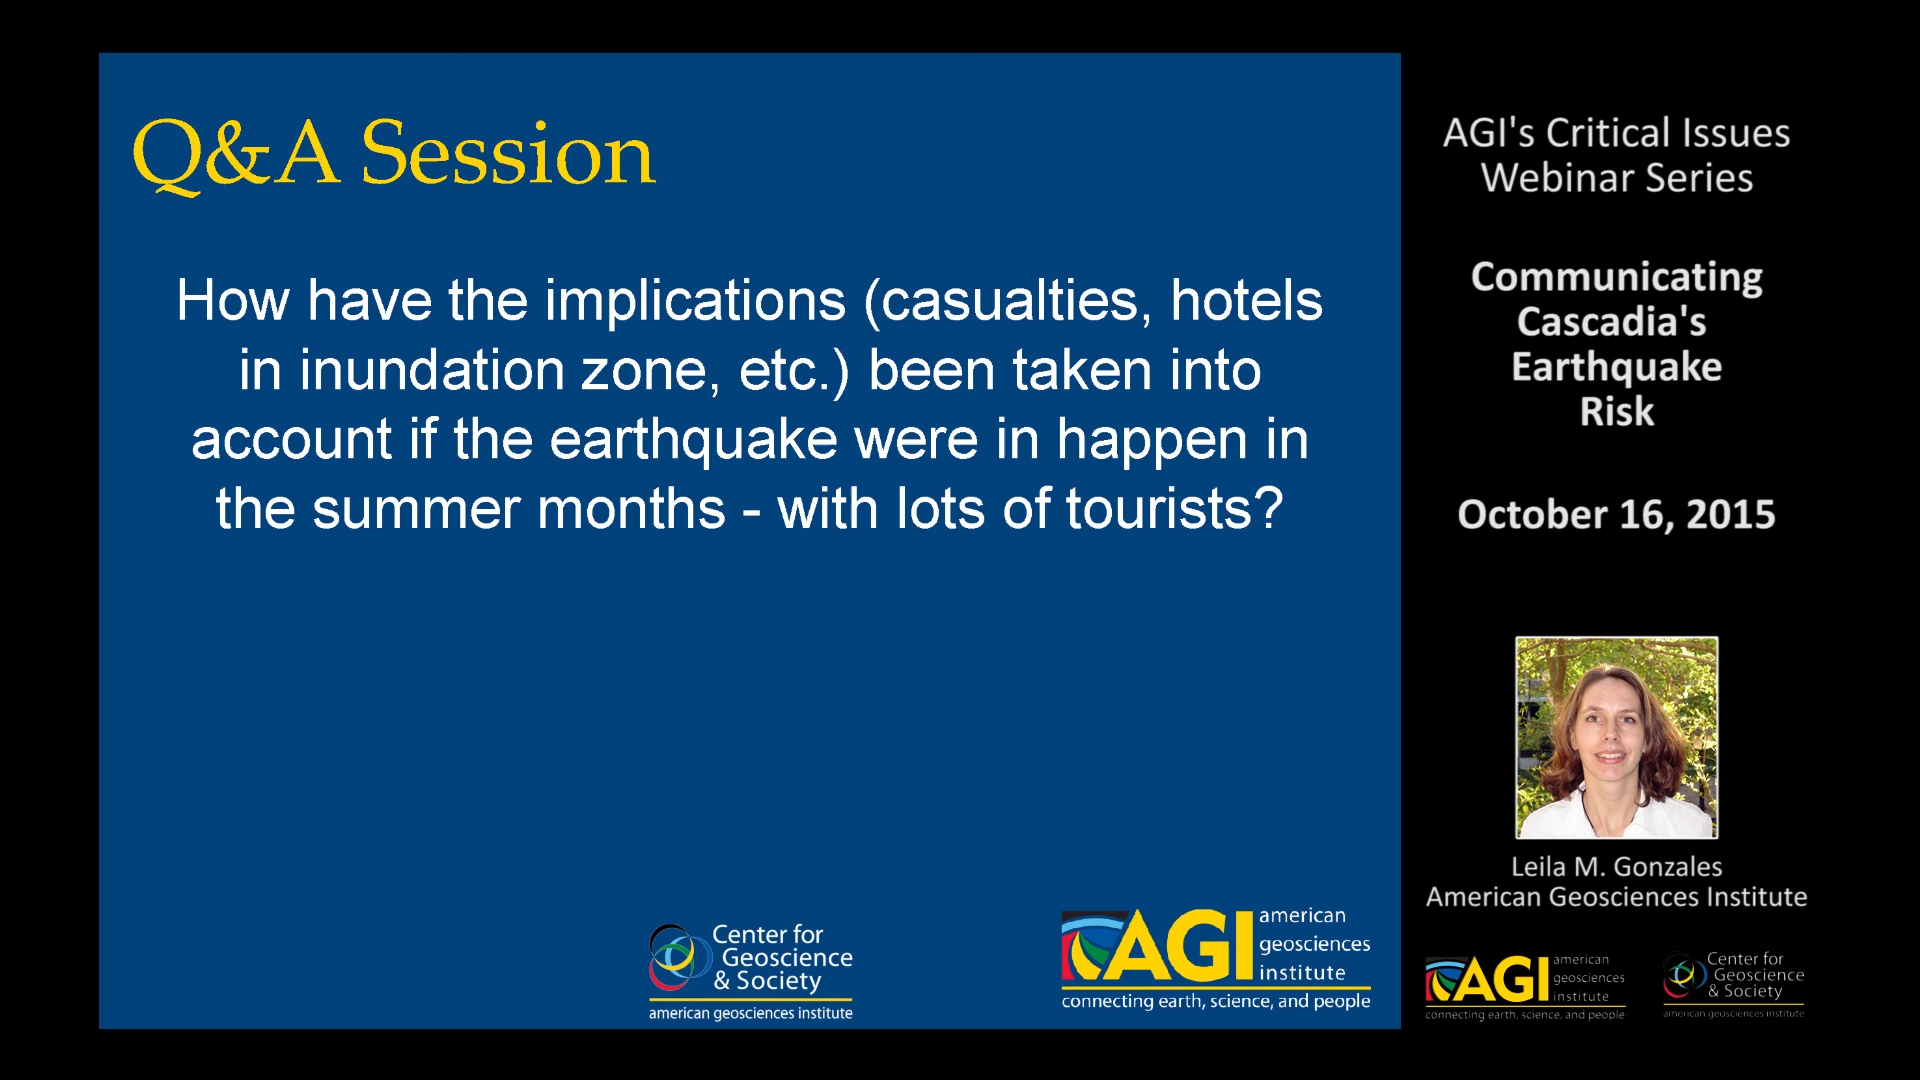 Q&A Session
How have the implications (casualties, hotels
in inundation zone, etc.) been taken into
account if the earthquake were in happen in
the summer months - with lots of tourists?
Center for
Geoscience
& Society
american geosciences institute
AGI
american
geosciences
institute
connecting earth, science, and people
AGI's Critical Issues
Webinar Series
Communicating
Cascadia's
Earthquake
Risk
October 16, 2015
Leila M. Gonzales
American Geosciences Institute
AGI
american
geosciences
institute
connecting earth, science, and people
Center for
Geoscience
& Society
american geosciences institute